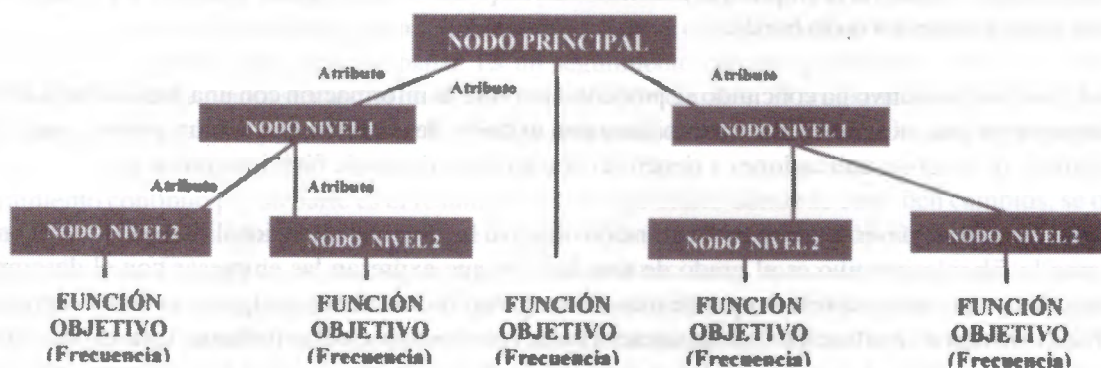 NODO PRINCIPAL
Atributo
Atributo
Atributo
NODO NIVEL 1
NODO NIVEL 1
Atributo
Atributo
NODO NIVEL 2
NODO NIVEL 2
NODO NIVEL 2
NODO NIVEL 2
FUNCIÓN
OBJETIVO
(Frecuencia)
FUNCIÓN
OBJETIVO
(Frecuencia)
FUNCIÓN
OBJETIVO
(Frecuencia)
FUNCIÓN
OBJETIVO
(Frecuencia)
FUNCIÓN
OBJETIVO
(Frecuencia)